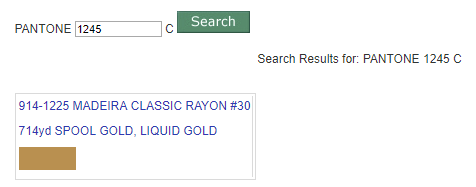 PANTONE 1245 C Search
Search Results for: PANTONE 1245 C
914-1225 MADEIRA CLASSIC RAYON #30
714yd SPOOL GOLD, LIQUID GOLD